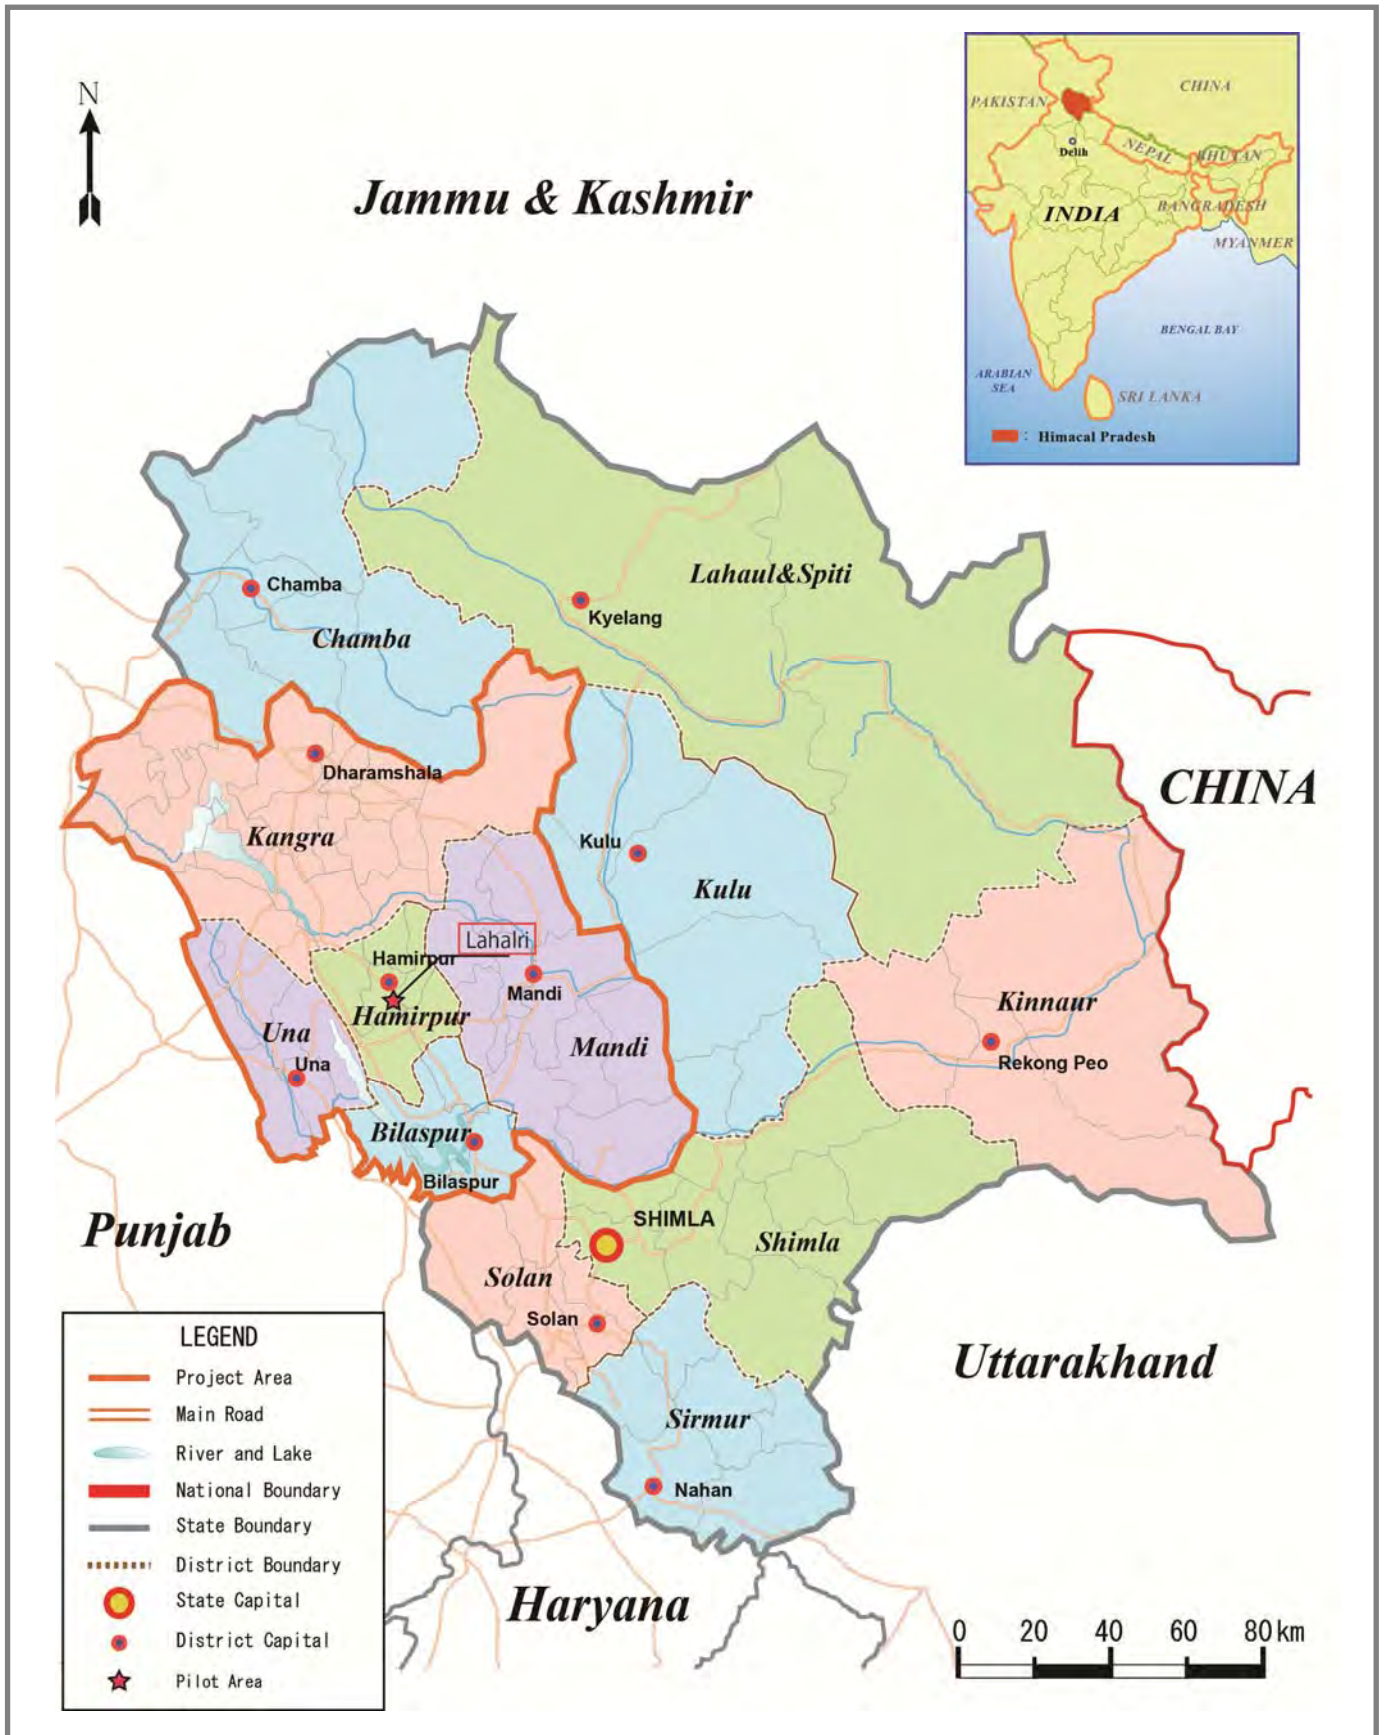 N
Jammu & Kashmir
PAKISTAN
CHINA
Delih
NEPAL
BHUTAN
INDIA
BANGRADESH
MYANMER
BENGAL BAY
ARABIAN
SEA
SRI LANKA
: Himacal Pradesh
Lahaul&Spiti
Chamba
Kyelang
Chamba
CHINA
Dharamshala
Kangra
Kulu
Kulu
Lahalri
Hamirpur
Mandi
Kinnaur
Hamirpur
Una
Mandi
Una
Rekong Peo
Bilaspur
Bilaspur
Punjab
SHIMLA
Shimla
Solan
Solan
Uttarakhand
Sirmur
Nahan
Haryana
LEGEND
Project Area
Main Road
River and Lake
National Boundary
State Boundary
District Boundary
State Capital
District Capital
Pilot Area
0 20 40 60 80 km